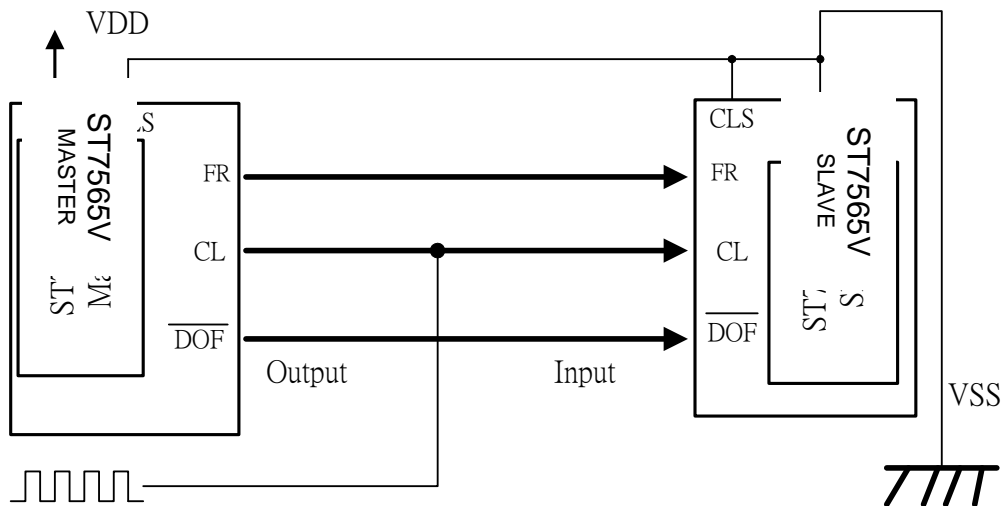 VDD
ST7565V
MASTER
FR
CL
DOF
Output
Input
CLS
FR
CL
DOF
ST7565V
SLAVE
VSS